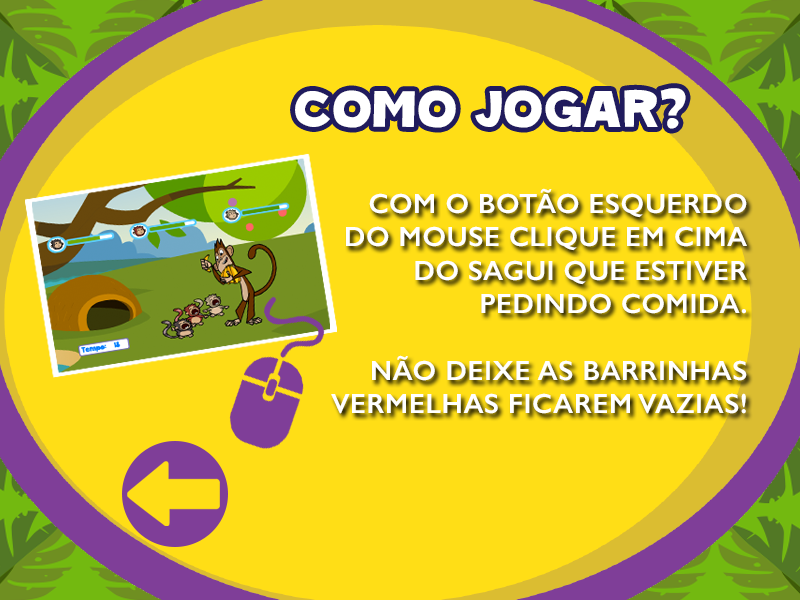 COMO JOGAR?
COM O BOTÃO ESQUERDO
DO MOUSE CLIQUE EM CIMA
DO SAGUI QUE ESTIVER
PEDINDO COMIDA.
NÃO DEIXE AS BARRINHAS
VERMELHAS FICAREM VAZIAS!
Tempo: